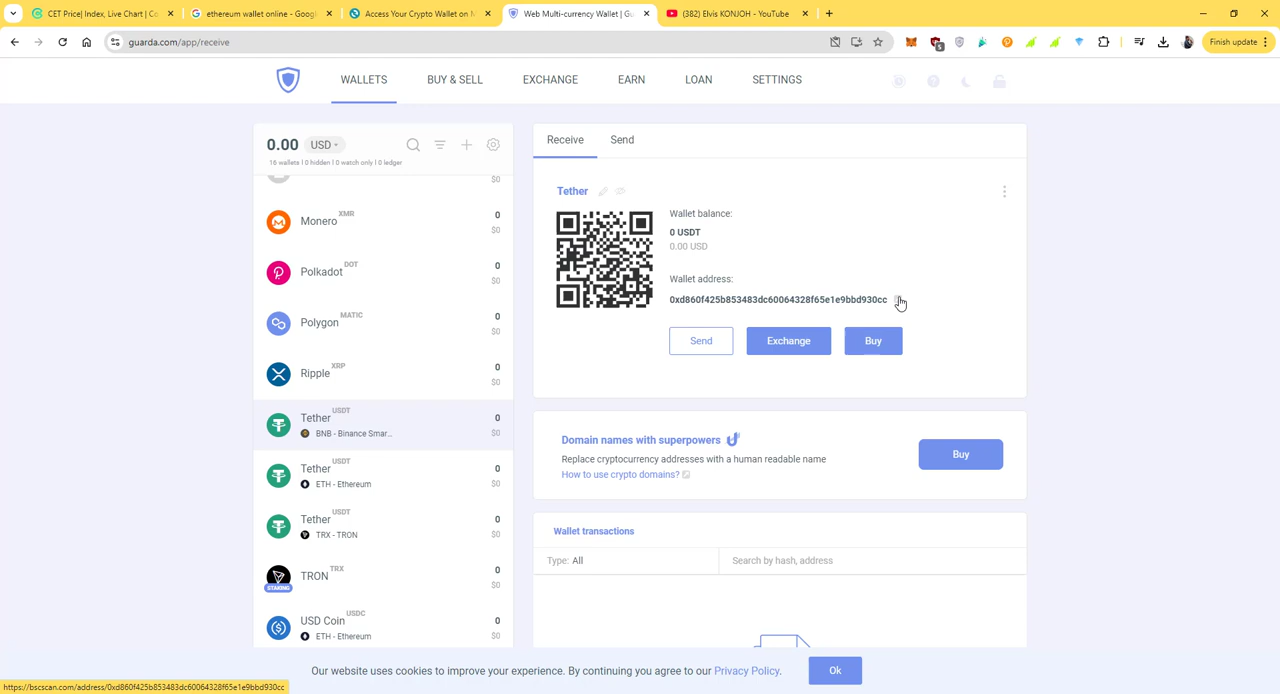 CET Price| Index, Live Chart | Co
ethereum wallet online - Googl
Access Your Crypto Wallet on M
Web Multi-currency Wallet | Gu
(382) Elvis KONJOH - YouTube
guarda.com/app/receive
5
Finish update
WALLETS
BUY & SELL
EXCHANGE
EARN
LOAN
SETTINGS
0.00 USD
16 wallets | 0 hidden | 0 watch only | 0 ledger
$0
Monero XMR 0
$0
Polkadot DOT 0
$0
Polygon MATIC 0
$0
Ripple XRP 0
$0
Tether USDT 0
BNB - Binance Smar... $0
Tether USDT 0
ETH - Ethereum $0
Tether USDT 0
TRX - TRON $0
TRON TRX 0
STAKING $0
USD Coin USDC 0
ETH - Ethereum $0
Receive Send
Tether
Wallet balance:
0 USDT
0.00 USD
Wallet address:
0xd860f425b853483dc60064328f65e1e9bbd930cc
Send Exchange Buy
Domain names with superpowers
Replace cryptocurrency addresses with a human readable name
How to use crypto domains?
Buy
Wallet transactions
Type: All Search by hash, address
Our website uses cookies to improve your experience. By continuing you agree to our Privacy Policy. Ok
https://bscscan.com/address/0xd860f425b853483dc60064328f65e1e9bbd930cc